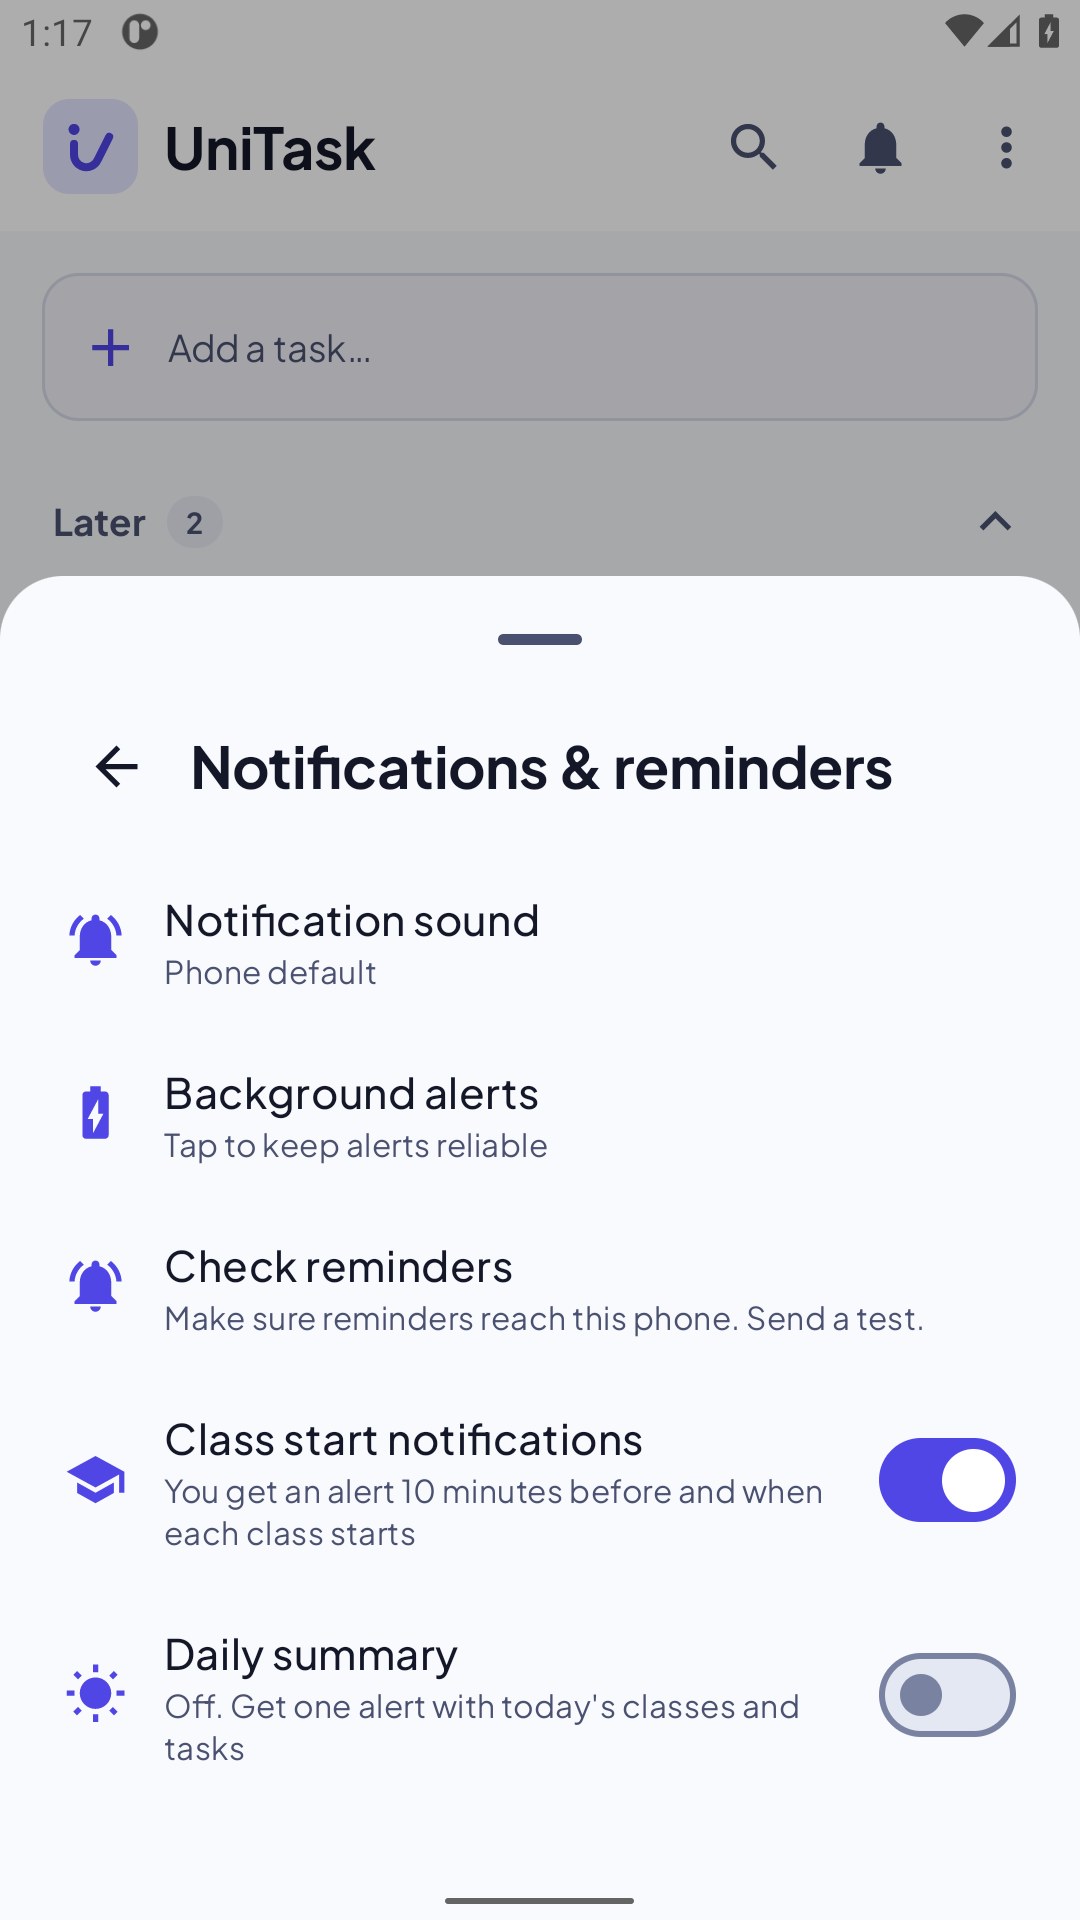 1:17
UniTask
Add a task...
Later 2
Notifications & reminders
Notification sound
Phone default
Background alerts
Tap to keep alerts reliable
Check reminders
Make sure reminders reach this phone. Send a test.
Class start notifications
You get an alert 10 minutes before and when
each class starts
Daily summary
Off. Get one alert with today's classes and
tasks